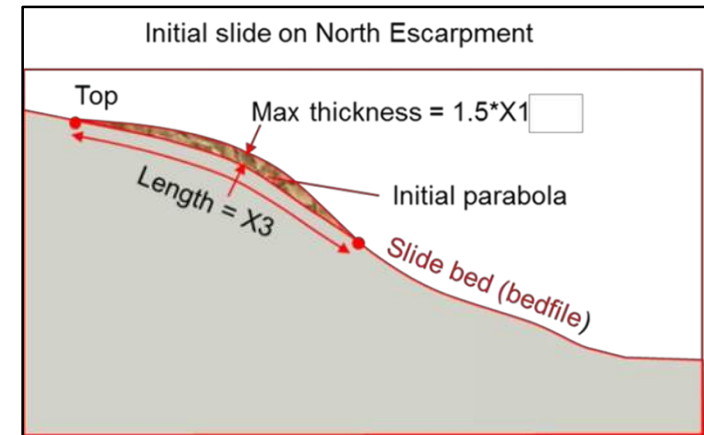 Initial slide on North Escarpment
Top
Max thickness = 1.5*X1
Length = X3
Initial parabola
Slide bed (bedfile)